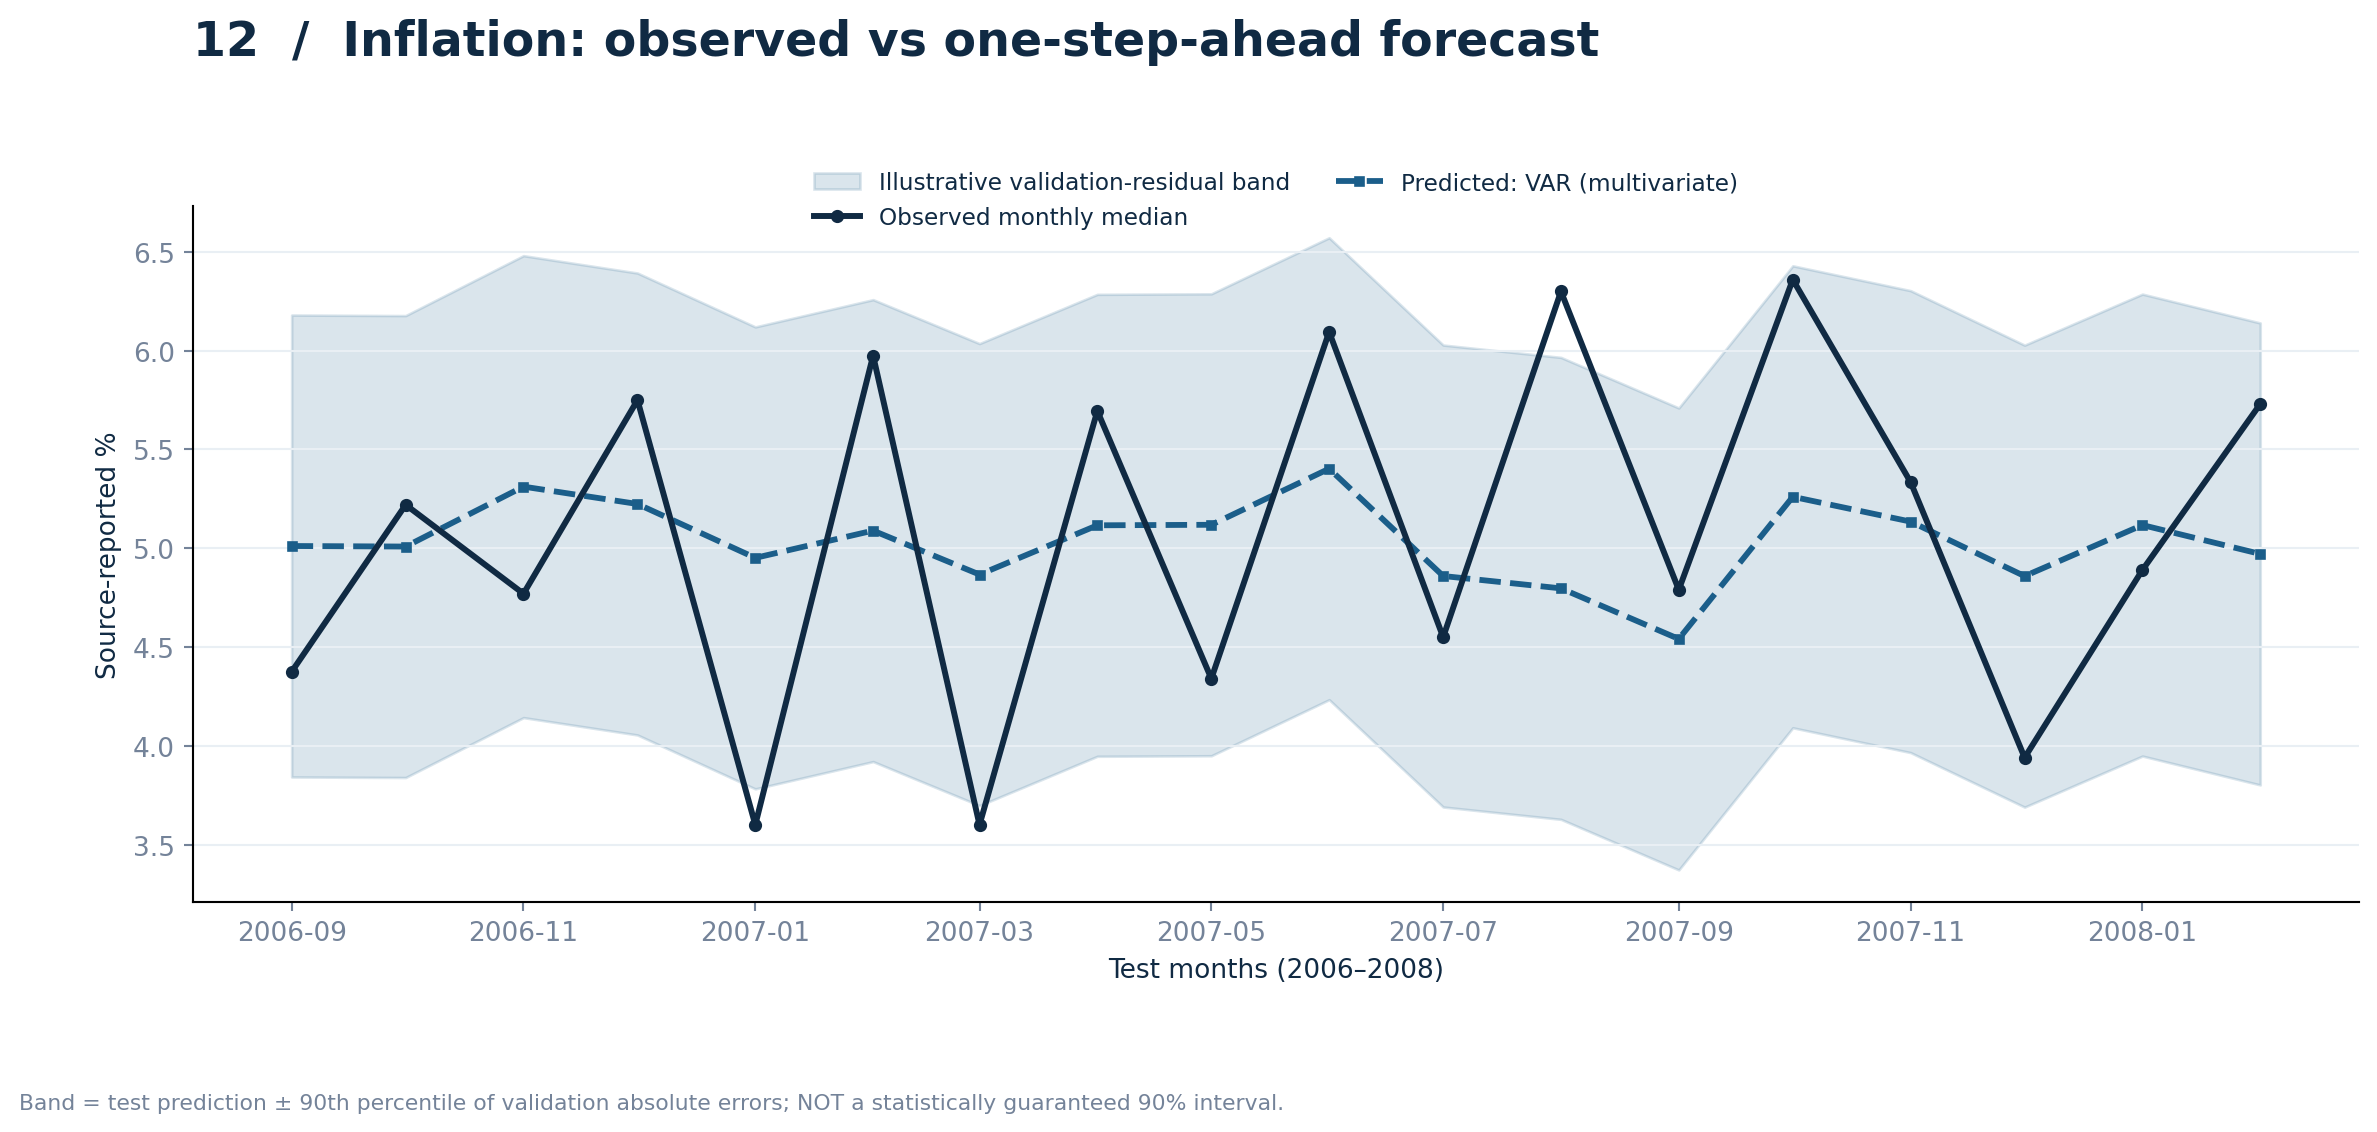 12 / Inflation: observed vs one-step-ahead forecast
Illustrative validation-residual band
Observed monthly median
Predicted: VAR (multivariate)
Source-reported %
6.5
6.0
5.5
5.0
4.5
4.0
3.5
2006-09 2006-11 2007-01 2007-03 2007-05 2007-07 2007-09 2007-11 2008-01
Test months (2006–2008)
Band = test prediction ± 90th percentile of validation absolute errors; NOT a statistically guaranteed 90% interval.